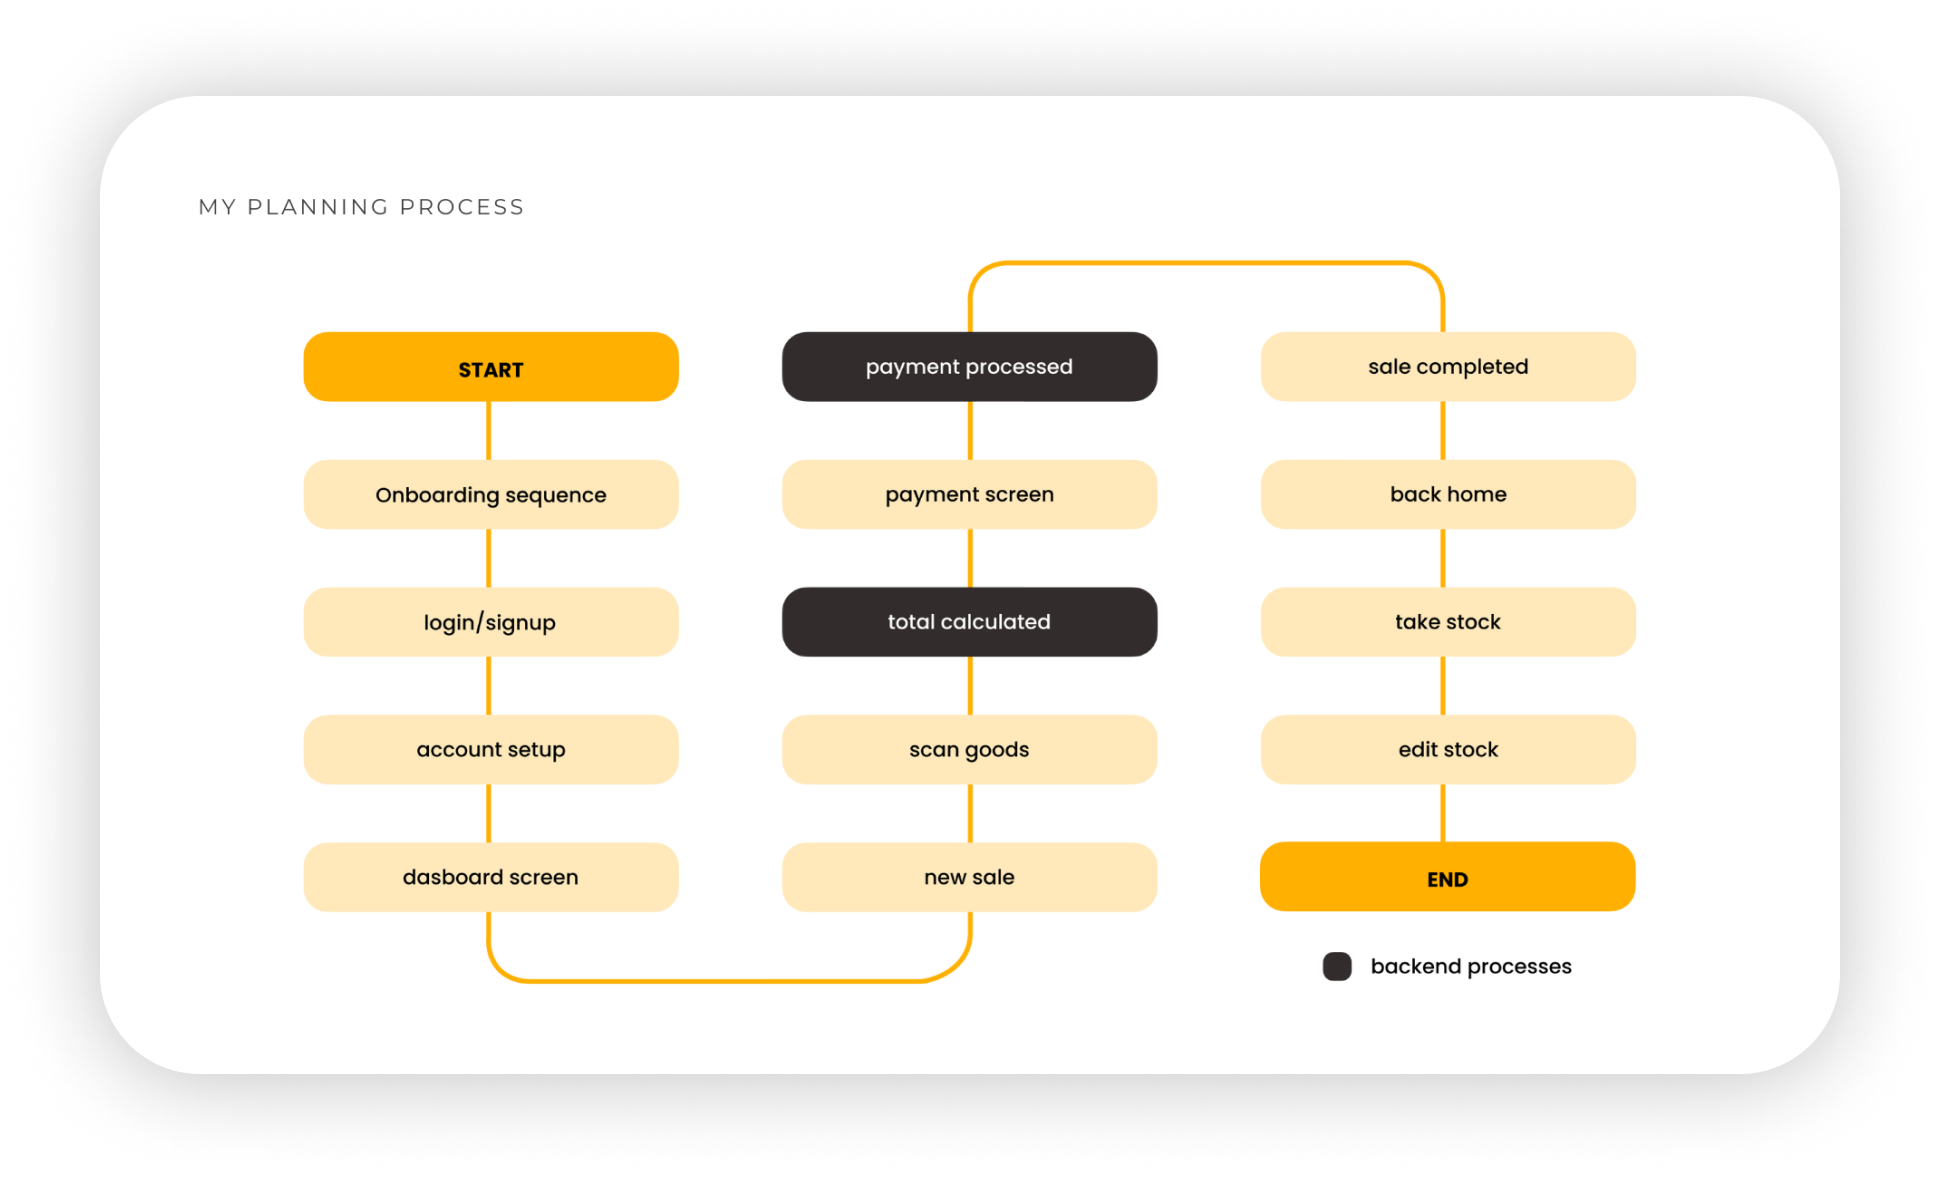 MY PLANNING PROCESS
START
Onboarding sequence
login/signup
account setup
dasboard screen
payment processed
payment screen
total calculated
scan goods
new sale
sale completed
back home
take stock
edit stock
END
backend processes